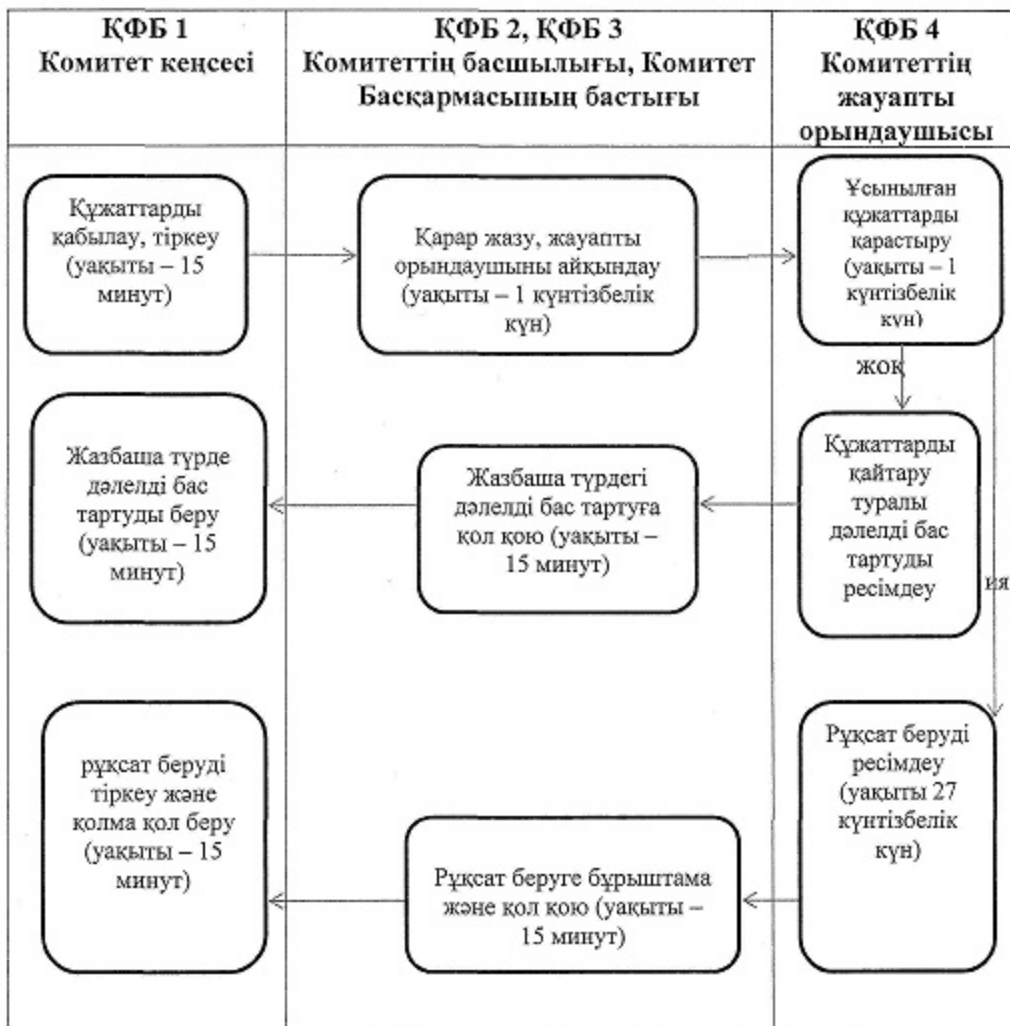 ҚФБ 1
Комитет кеңсесі
ҚФБ 2, ҚФБ 3
Комитеттің басшылығы, Комитет
Басқармасының бастығы
ҚФБ 4
Комитеттің
жауапты
орындаушысы
Құжаттарды
қабылау, тіркеу
(уақыты – 15
минут)
Қарар жазу, жауапты
орындаушыны айқындау
(уақыты – 1 күнтізбелік
күн)
Ұсынылған
құжаттарды
қарастыру
(уақыты – 1
күнтізбелік
күн)
жоқ
Жазбаша түрде
дәлелді бас
тартуды беру
(уақыты – 15
минут)
Жазбаша түрдегі
дәлелді бас тартуға
қол қою (уақыты –
15 минут)
Құжаттарды
қайтару
туралы
дәлелді бас
тартуды
ресімдеу
ия
рұқсат беруді
тіркеу және
қолма қол беру
(уақыты – 15
минут)
Рұқсат беруге бұрыштама
және қол қою (уақыты –
15 минут)
Рұқсат беруді
ресімдеу
(уақыты 27
күнтізбелік
күн)